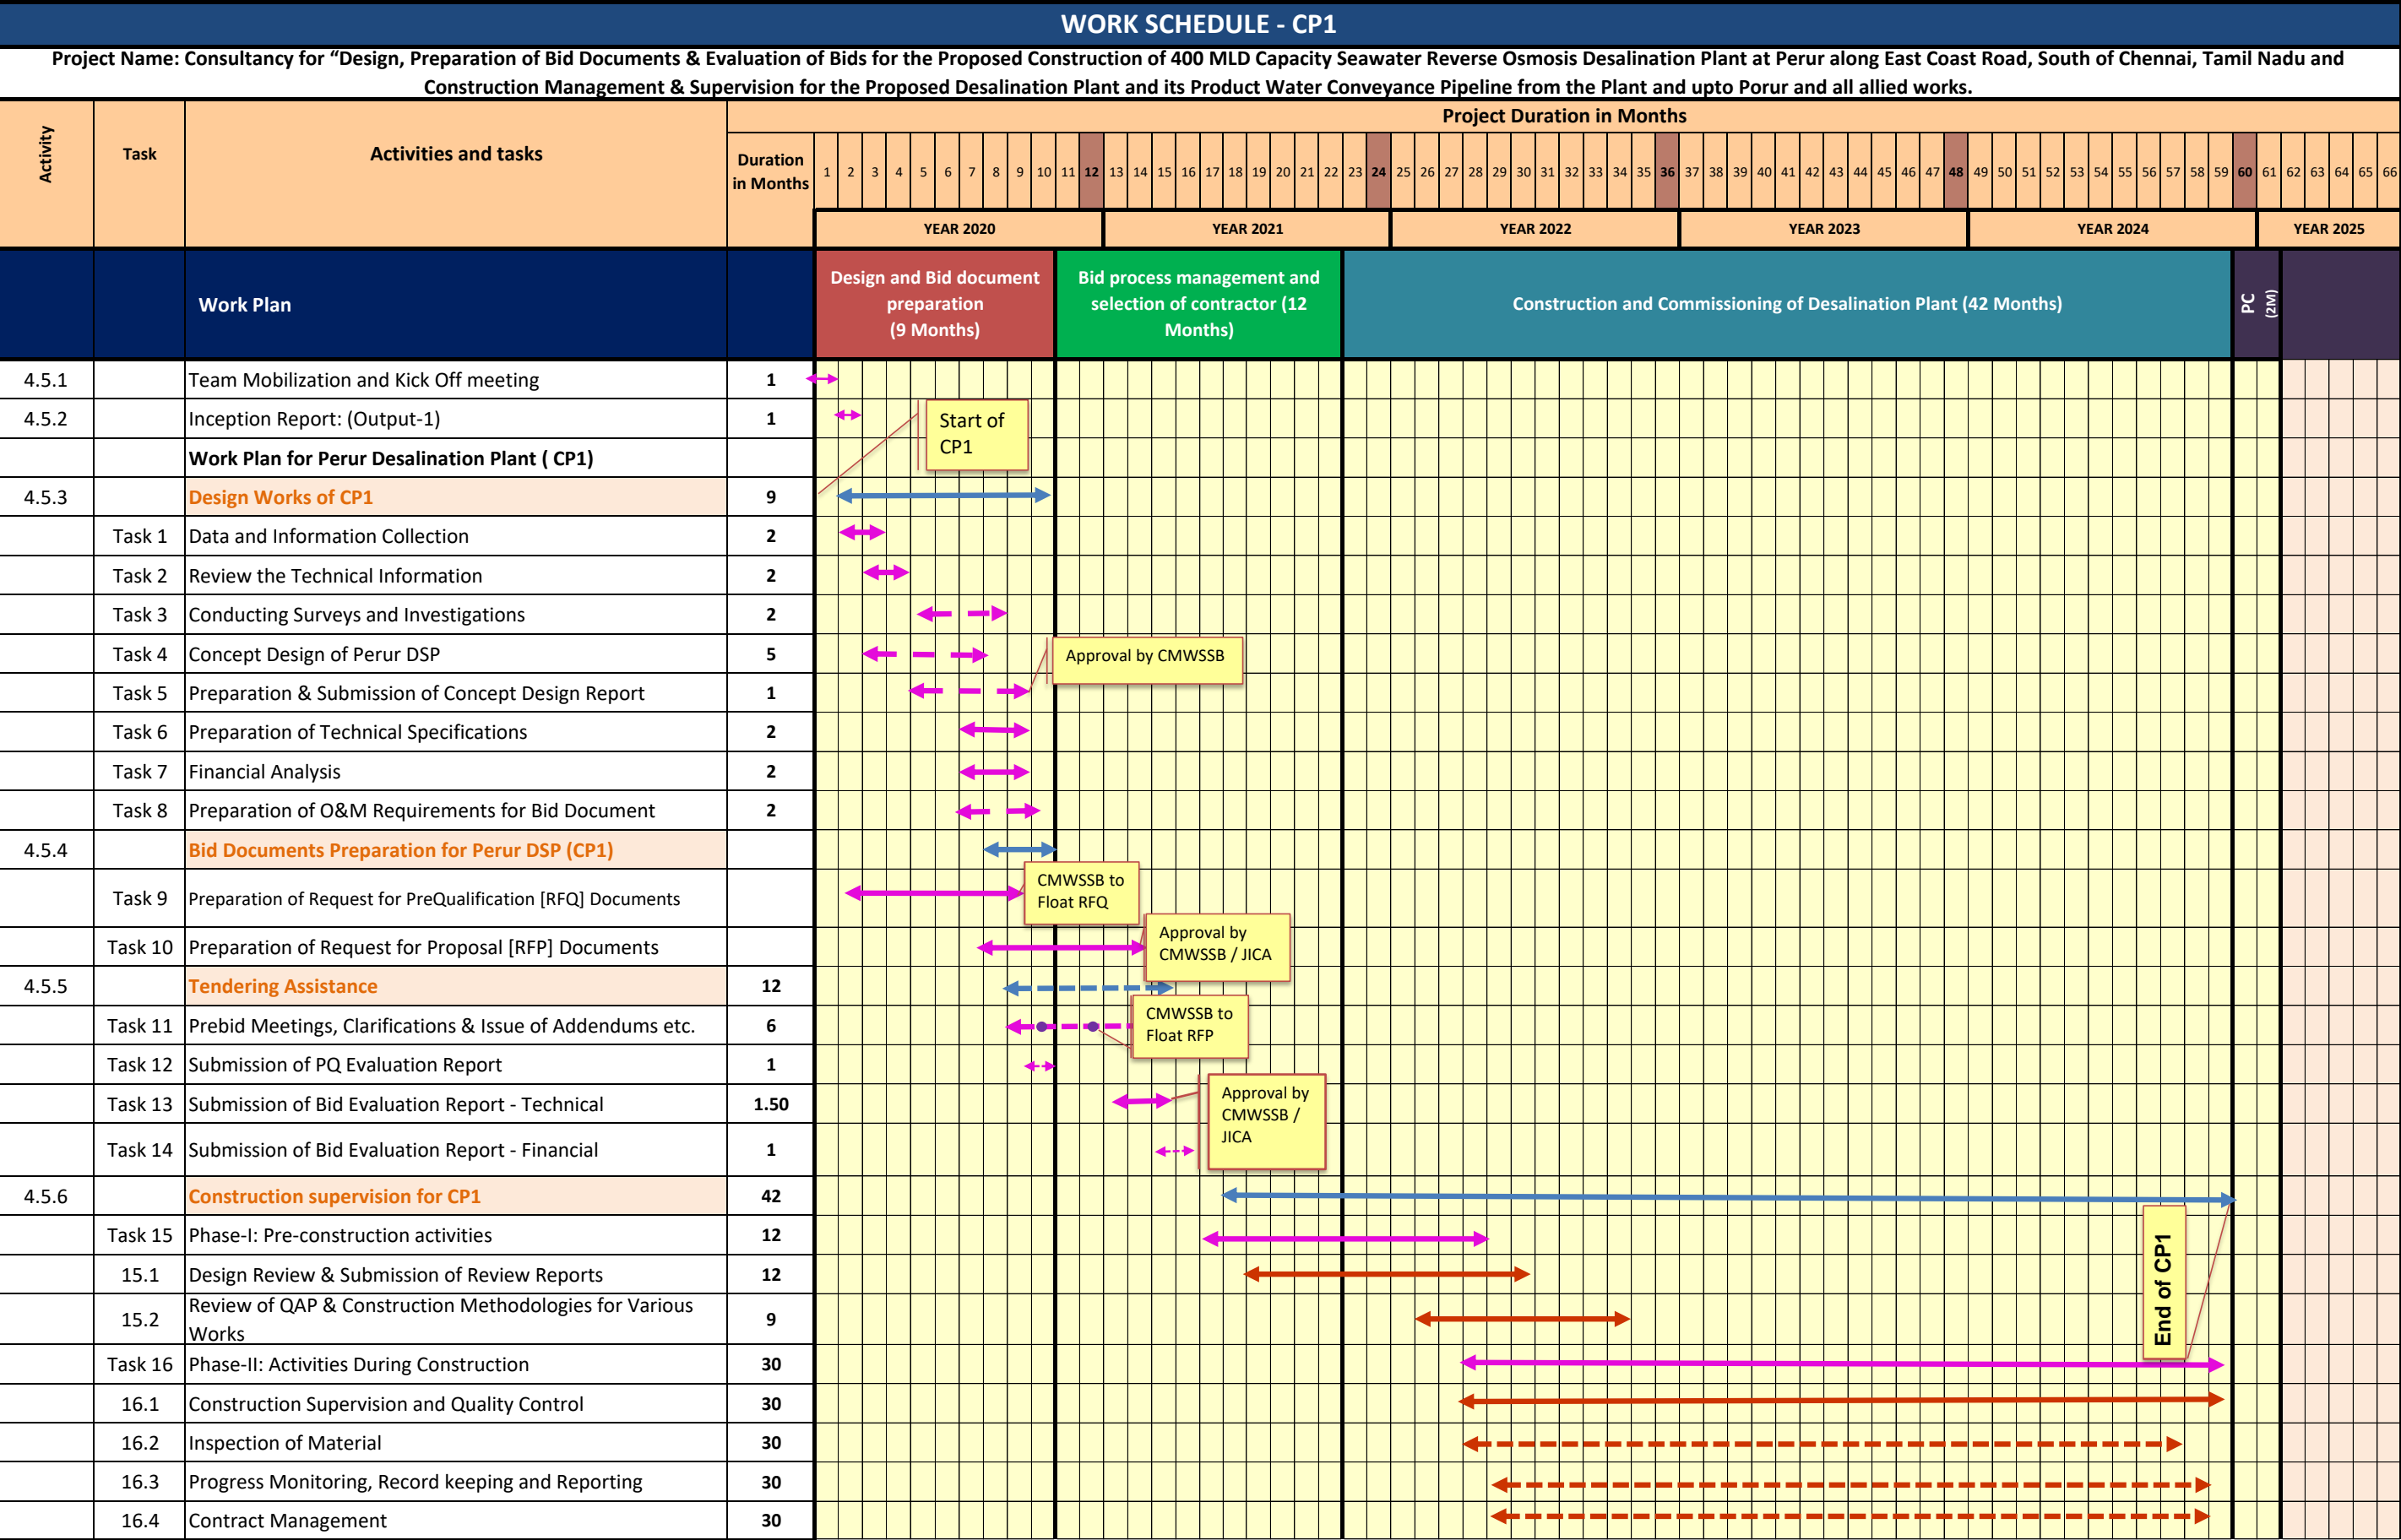 WORK SCHEDULE - CP1
Project Name: Consultancy for “Design, Preparation of Bid Documents & Evaluation of Bids for the Proposed Construction of 400 MLD Capacity Seawater Reverse Osmosis Desalination Plant at Perur along East Coast Road, South of Chennai, Tamil Nadu and
Construction Management & Supervision for the Proposed Desalination Plant and its Product Water Conveyance Pipeline from the Plant and upto Porur and all allied works.
Activity
Task
Activities and tasks
Duration
in Months
Project Duration in Months
1 2 3 4 5 6 7 8 9 10 11 12 13 14 15 16 17 18 19 20 21 22 23 24 25 26 27 28 29 30 31 32 33 34 35 36 37 38 39 40 41 42 43 44 45 46 47 48 49 50 51 52 53 54 55 56 57 58 59 60 61 62 63 64 65 66
YEAR 2020 YEAR 2021 YEAR 2022 YEAR 2023 YEAR 2024 YEAR 2025
Work Plan
Design and Bid document
preparation
(9 Months)
Bid process management and
selection of contractor (12
Months)
Construction and Commissioning of Desalination Plant (42 Months)
PC
(2M)
4.5.1 Team Mobilization and Kick Off meeting 1
4.5.2 Inception Report: (Output-1) 1
Start of
CP1
Work Plan for Perur Desalination Plant ( CP1)
4.5.3 Design Works of CP1 9
Task 1 Data and Information Collection 2
Task 2 Review the Technical Information 2
Task 3 Conducting Surveys and Investigations 2
Task 4 Concept Design of Perur DSP 5
Approval by CMWSSB
Task 5 Preparation & Submission of Concept Design Report 1
Task 6 Preparation of Technical Specifications 2
Task 7 Financial Analysis 2
Task 8 Preparation of O&M Requirements for Bid Document 2
4.5.4 Bid Documents Preparation for Perur DSP (CP1)
Task 9 Preparation of Request for PreQualification [RFQ] Documents
CMWSSB to
Float RFQ
Task 10 Preparation of Request for Proposal [RFP] Documents
Approval by
CMWSSB / JICA
4.5.5 Tendering Assistance 12
Task 11 Prebid Meetings, Clarifications & Issue of Addendums etc. 6
CMWSSB to
Float RFP
Task 12 Submission of PQ Evaluation Report 1
Task 13 Submission of Bid Evaluation Report - Technical 1.50
Approval by
CMWSSB /
JICA
Task 14 Submission of Bid Evaluation Report - Financial 1
4.5.6 Construction supervision for CP1 42
Task 15 Phase-I: Pre-construction activities 12
15.1 Design Review & Submission of Review Reports 12
15.2 Review of QAP & Construction Methodologies for Various
Works 9
End of CP1
Task 16 Phase-II: Activities During Construction 30
16.1 Construction Supervision and Quality Control 30
16.2 Inspection of Material 30
16.3 Progress Monitoring, Record keeping and Reporting 30
16.4 Contract Management 30